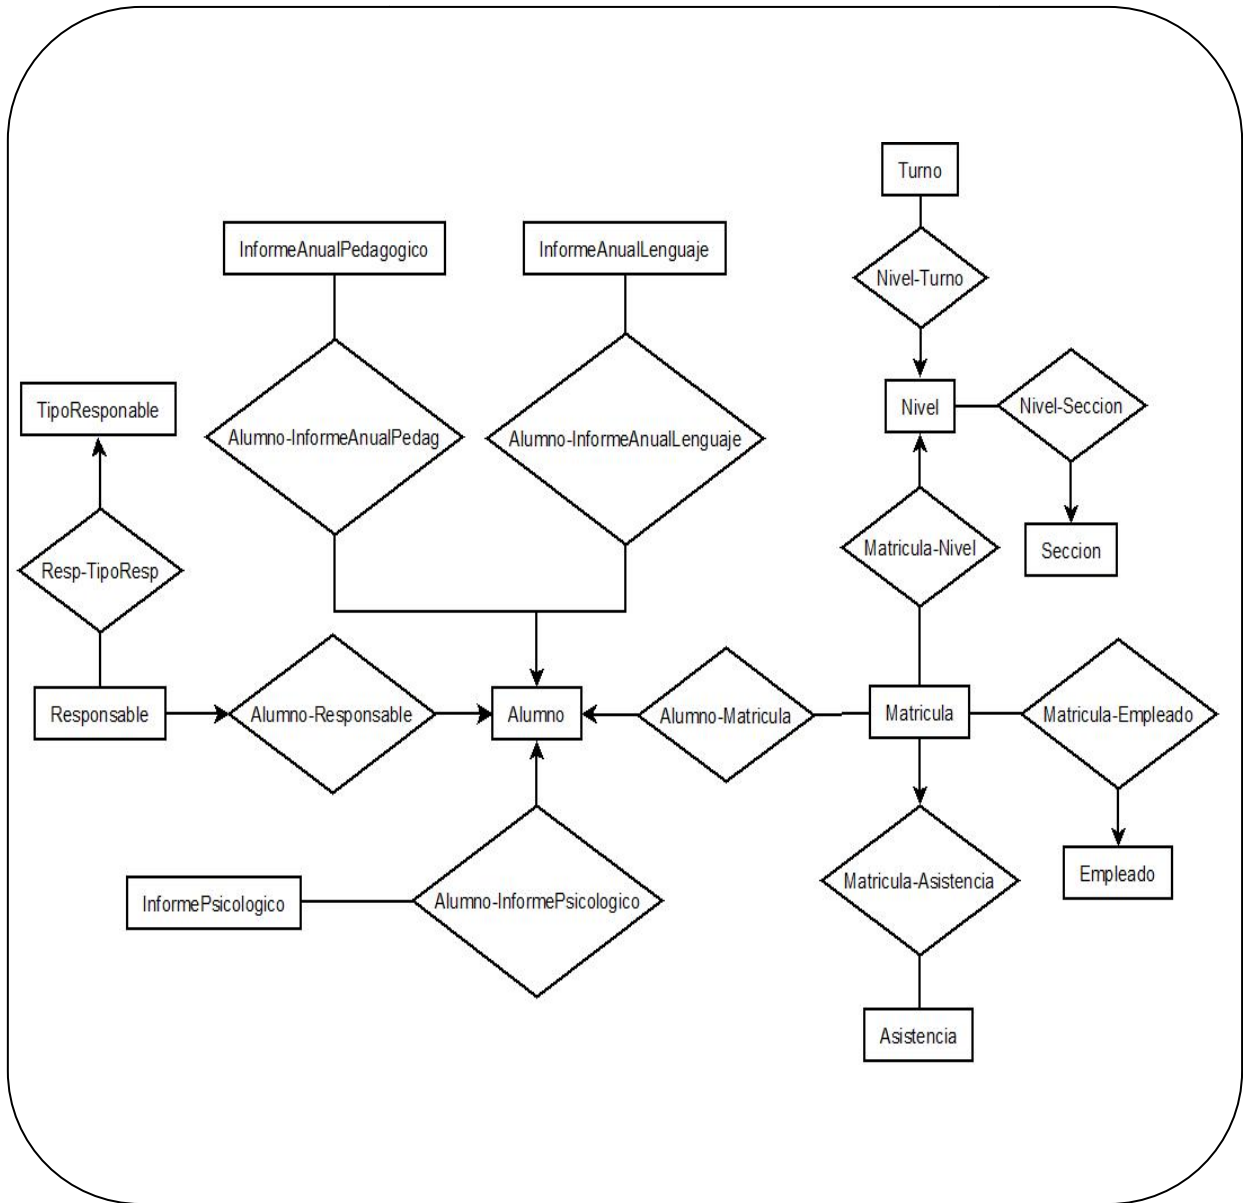 Turno
InformeAnualPedagogico
InformeAnualLenguaje
Nivel-Turno
TipoResponable
Nivel
Nivel-Seccion
Alumno-InformeAnualPedag
Alumno-InformeAnualLenguaje
Matricula-Nivel
Seccion
Resp-TipoResp
Responsable
Alumno-Responsable
Alumno
Alumno-Matricula
Matricula
Matricula-Empleado
InformePsicologico
Alumno-InformePsicologico
Matricula-Asistencia
Empleado
Asistencia